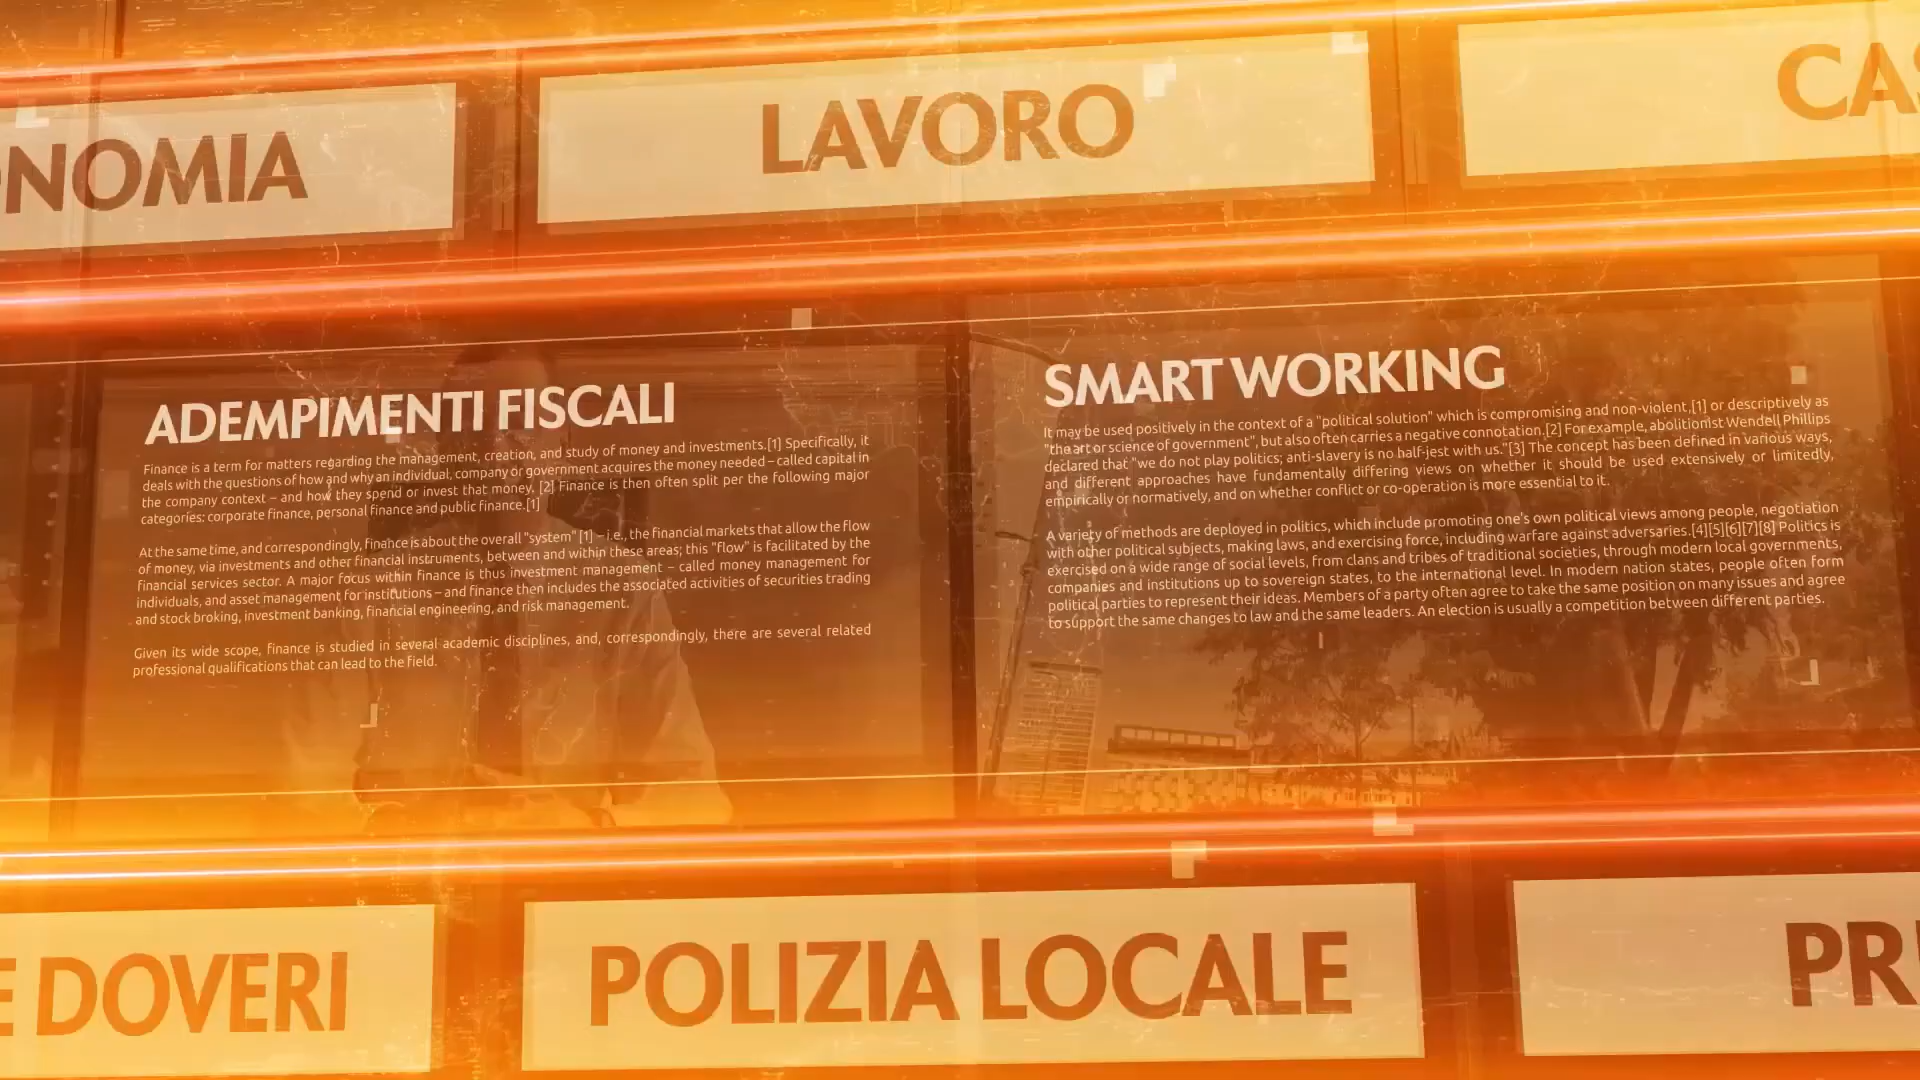 ONOMIA
LAVORO
CAS
ADEMPIMENTI FISCALI
Finance is a term for matters regarding the management, creation, and study of money and investments.[1] Specifically, it
deals with the questions of how and why an individual, company or government acquires the money needed – called capital in
the company context – and how they spend or invest that money. [2] Finance is then often split per the following major
categories: corporate finance, personal finance and public finance.[1]
At the same time, and correspondingly, finance is about the overall "system" [1] – i.e., the financial markets that allow the flow
of money, via investments and other financial instruments, between and within these areas; this "flow" is facilitated by the
financial services sector. A major focus within finance is thus investment management – called money management for
individuals, and asset management for institutions – and finance then includes the associated activities of securities trading
and stock broking, investment banking, financial engineering, and risk management.
Given its wide scope, finance is studied in several academic disciplines, and, correspondingly, there are several related
professional qualifications that can lead to the field.
SMART WORKING
It may be used positively in the context of a "political solution" which is compromising and non-violent,[1] or descriptively as
"the art or science of government", but also often carries a negative connotation.[2] For example, abolitionist Wendell Phillips
declared that "we do not play politics; anti-slavery is no half-jest with us."[3] The concept has been defined in various ways,
and different approaches have fundamentally differing views on whether it should be used extensively or limitedly,
empirically or normatively, and on whether conflict or co-operation is more essential to it.
A variety of methods are deployed in politics, which include promoting one's own political views among people, negotiation
with other political subjects, making laws, and exercising force, including warfare against adversaries.[4][5][6][7][8] Politics is
exercised on a wide range of social levels, from clans and tribes of traditional societies, through modern local governments,
companies and institutions up to sovereign states, to the international level. In modern nation states, people often form
political parties to represent their ideas. Members of a party often agree to take the same position on many issues and agree
to support the same changes to law and the same leaders. An election is usually a competition between different parties.
E DOVERI
POLIZIA LOCALE
PRI